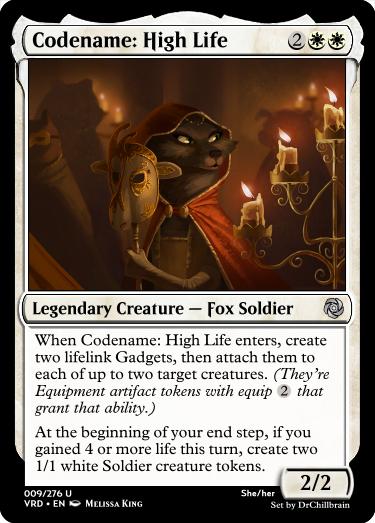 Codename: High Life 2
Legendary Creature — Fox Soldier
When Codename: High Life enters, create
two lifelink Gadgets, then attach them to
each of up to two target creatures. (They're
Equipment artifact tokens with equip 2 that
grant that ability.)
At the beginning of your end step, if you
gained 4 or more life this turn, create two
1/1 white Soldier creature tokens.
2/2
009/276 U She/her
VRD • EN Melissa King Set by DrChillbrain